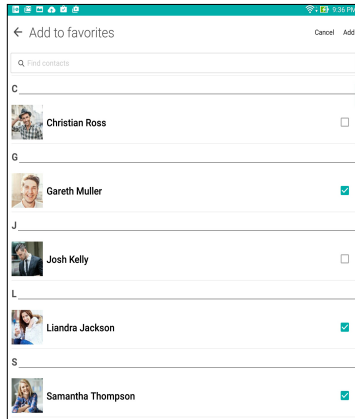 9:36 PM
Add to favorites
Cancel Add
Find contacts
C
Christian Ross
G
Gareth Muller
J
Josh Kelly
L
Liandra Jackson
S
Samantha Thompson